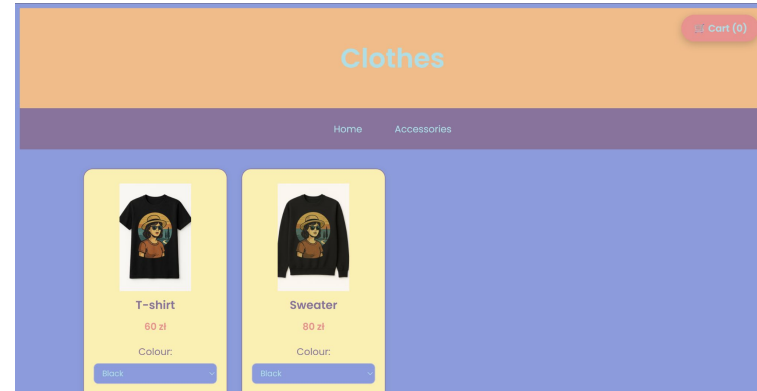 🛒 Cart (0)
Clothes
Home Accessories
T-shirt
60 zł
Colour:
Black
Sweater
80 zł
Colour:
Black